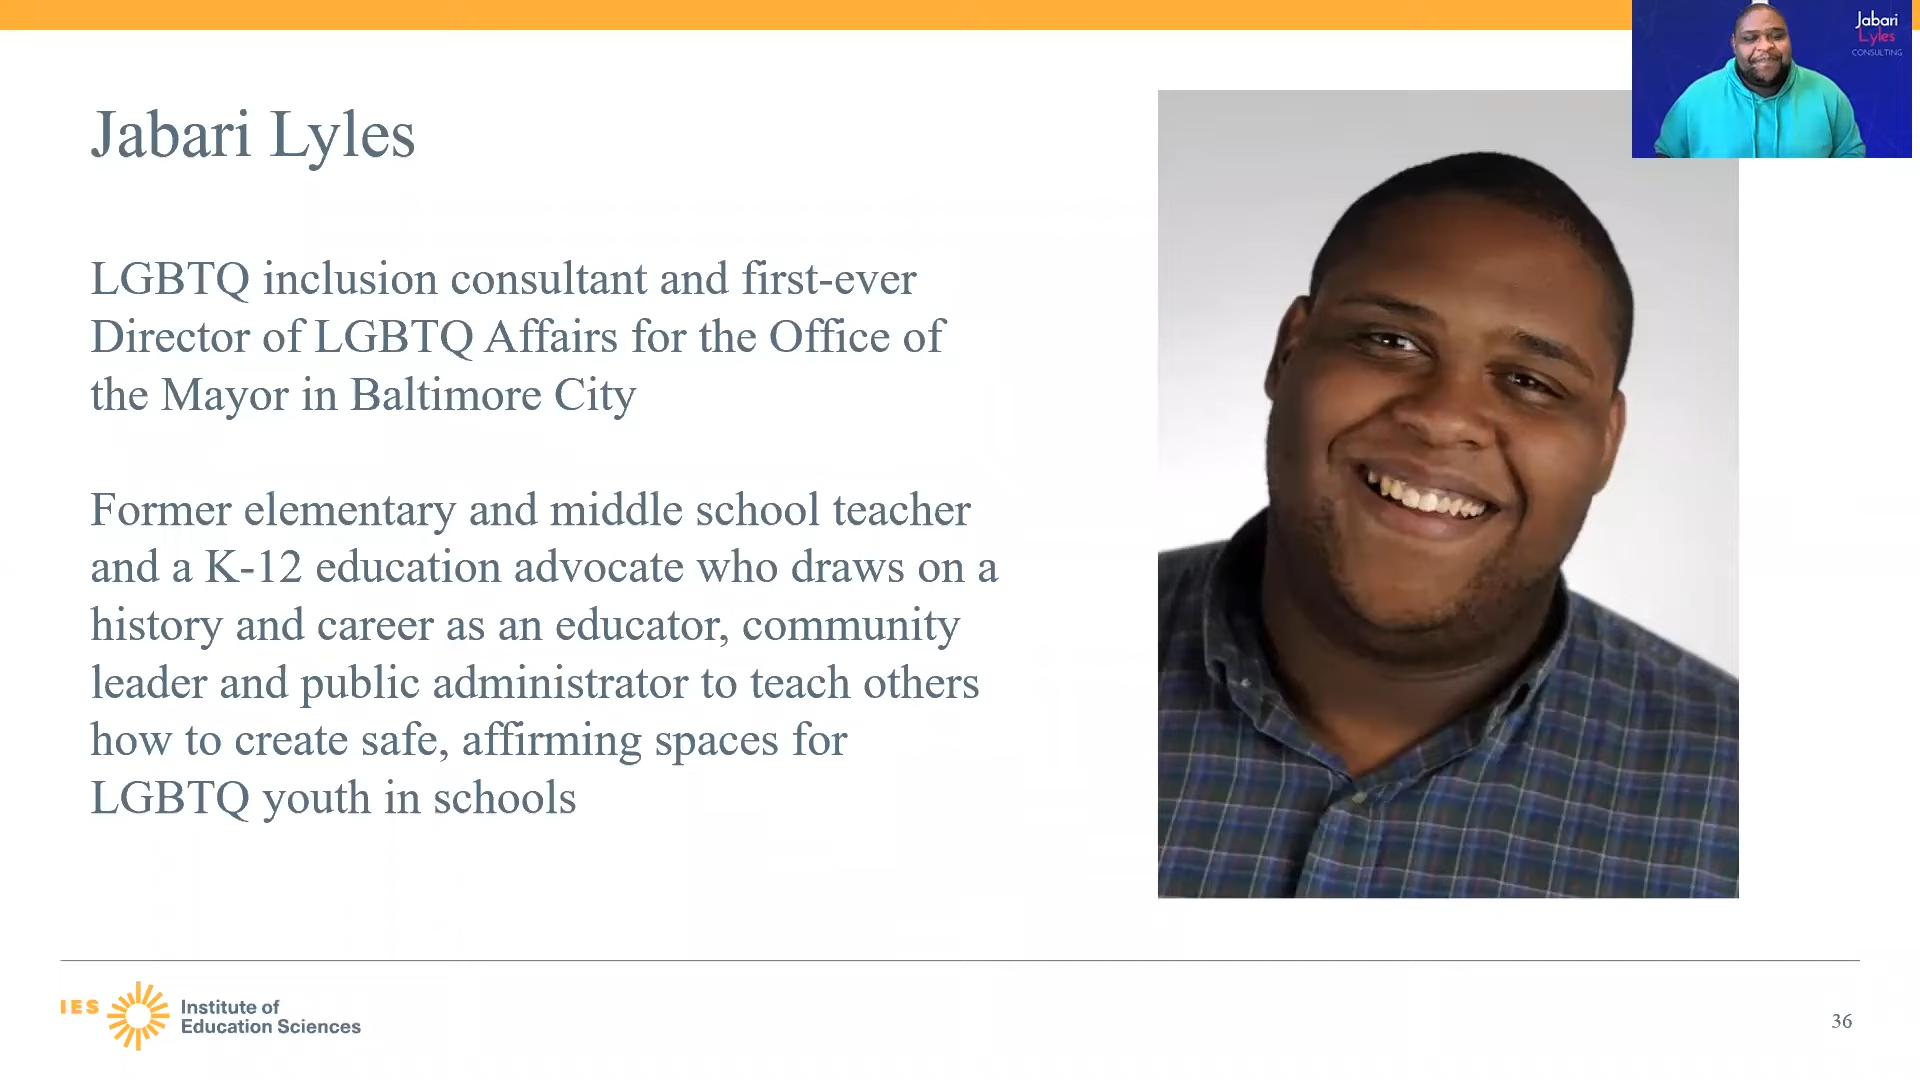 Jabari
Lyles
CONSULTING
Jabari Lyles
LGBTQ inclusion consultant and first-ever
Director of LGBTQ Affairs for the Office of
the Mayor in Baltimore City
Former elementary and middle school teacher
and a K-12 education advocate who draws on a
history and career as an educator, community
leader and public administrator to teach others
how to create safe, affirming spaces for
LGBTQ youth in schools
IES
Institute of
Education Sciences
36